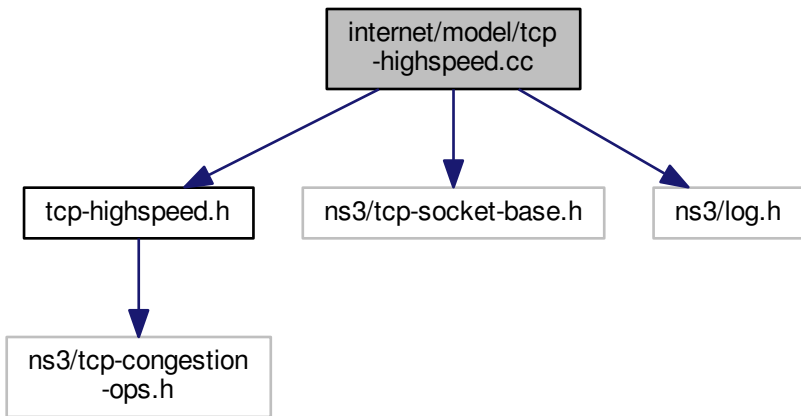 internet/model/tcp
-highspeed.cc
tcp-highspeed.h
ns3/tcp-socket-base.h
ns3/log.h
ns3/tcp-congestion
-ops.h